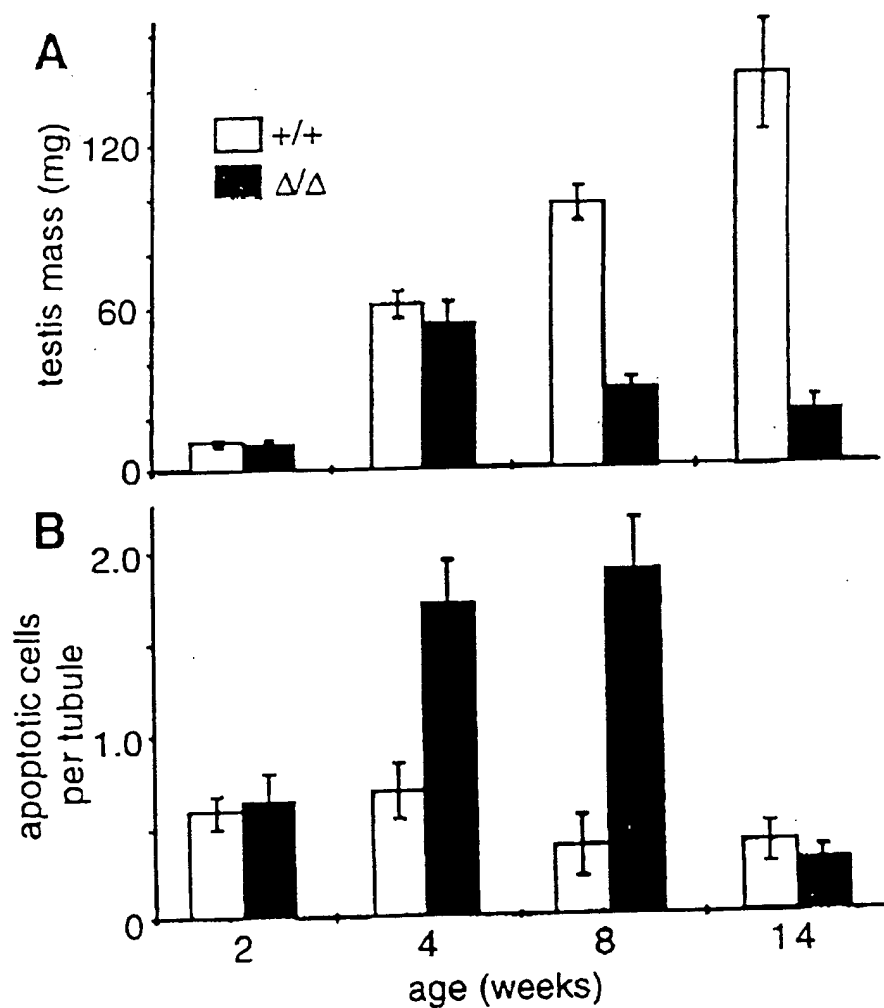 A
testis mass (mg)
120
60
0
+/+
Δ/Δ
B
apoptotic cells
per tubule
2.0
1.0
0
2 4 8 14
age (weeks)